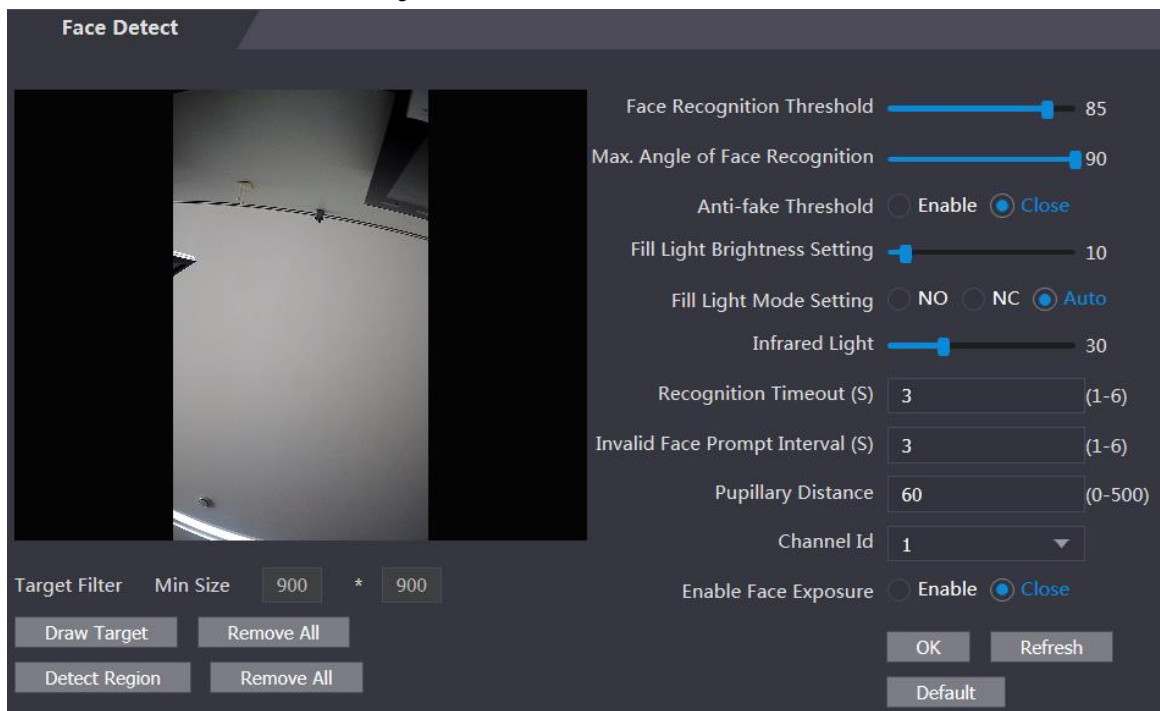 Face Detect
Face Recognition Threshold 85
Max. Angle of Face Recognition 90
Anti-fake Threshold Enable Close
Fill Light Brightness Setting 10
Fill Light Mode Setting NO NC Auto
Infrared Light 30
Recognition Timeout (S) 3 (1-6)
Invalid Face Prompt Interval (S) 3 (1-6)
Pupillary Distance 60 (0-500)
Channel Id 1
Enable Face Exposure Enable Close
OK Refresh
Default
Target Filter Min Size 900 * 900
Draw Target Remove All
Detect Region Remove All